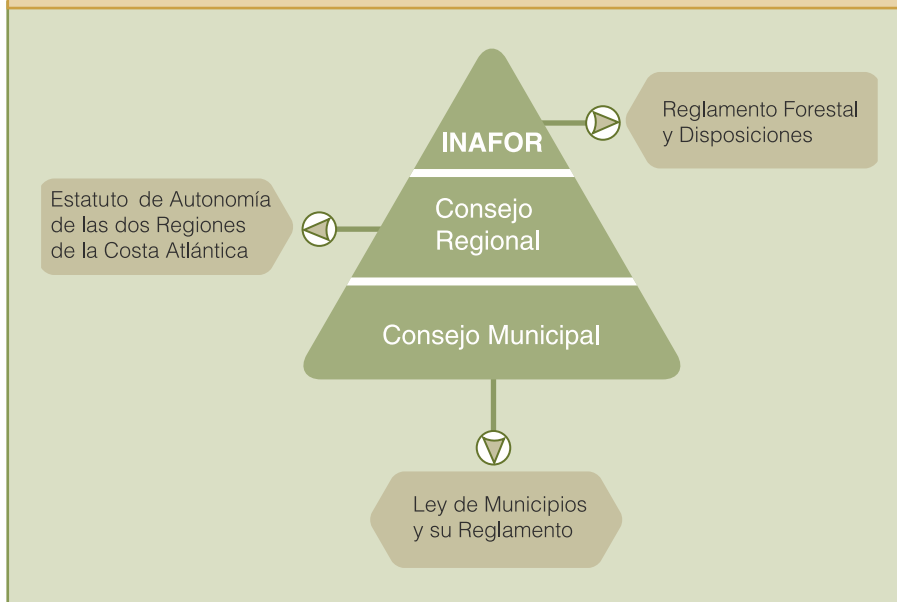 INAFOR
Reglamento Forestal
y Disposiciones
Consejo
Regional
Estatuto de Autonomía
de las dos Regiones
de la Costa Atlántica
Consejo Municipal
Ley de Municipios
y su Reglamento